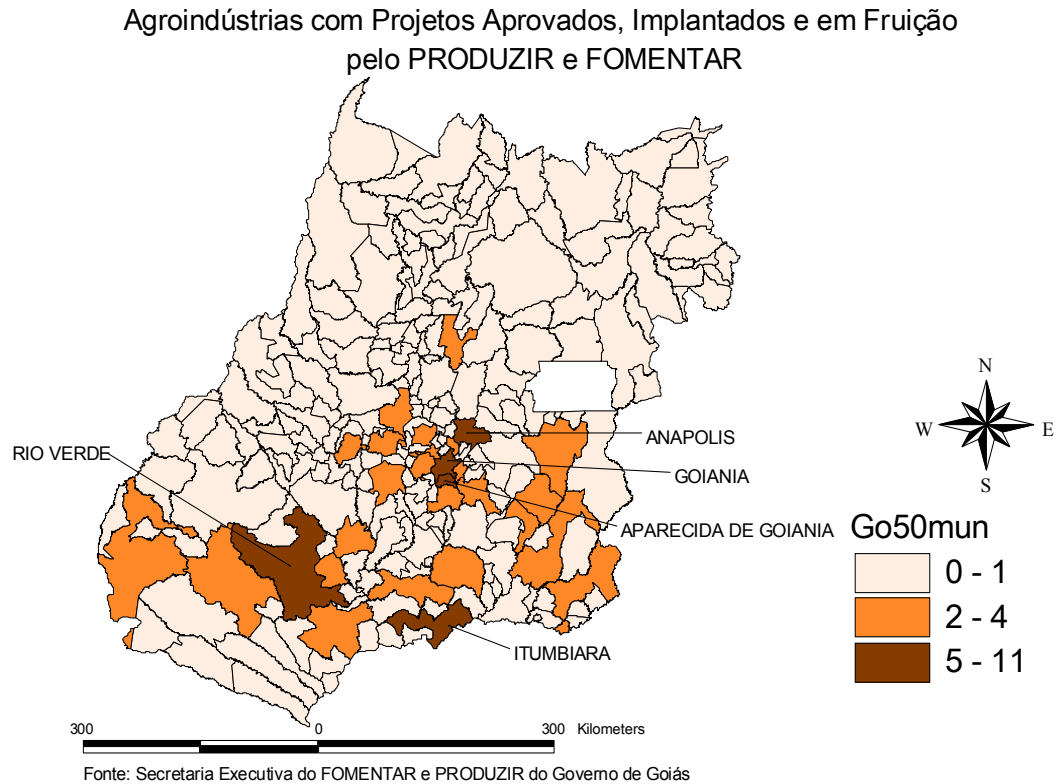 Agroindústrias com Projetos Aprovados, Implantados e em Fruição
pelo PRODUZIR e FOMENTAR
N
W
E
S
RIO VERDE
ANAPOLIS
GOIANIA
APARECIDA DE GOIANIA
ITUMBIARA
Go50mun
0 - 1
2 - 4
5 - 11
300 0 300 Kilometers
Fonte: Secretaria Executiva do FOMENTAR e PRODUZIR do Governo de Goiás